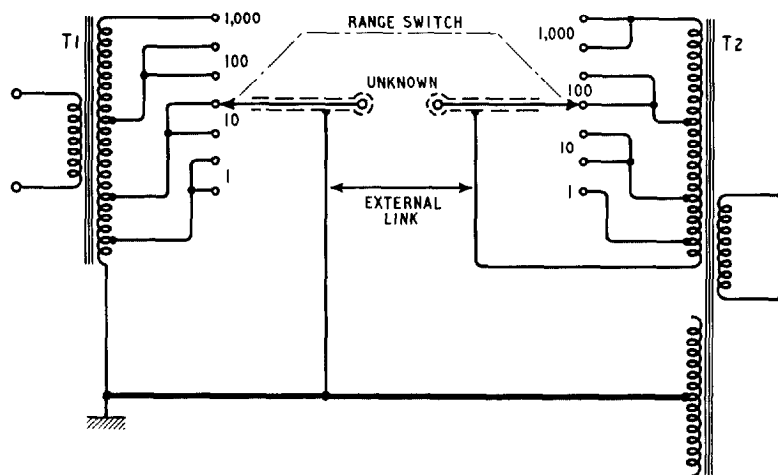 T1
1,000
100
10
1
RANGE SWITCH
UNKNOWN
EXTERNAL
LINK
1,000
100
10
1
T2